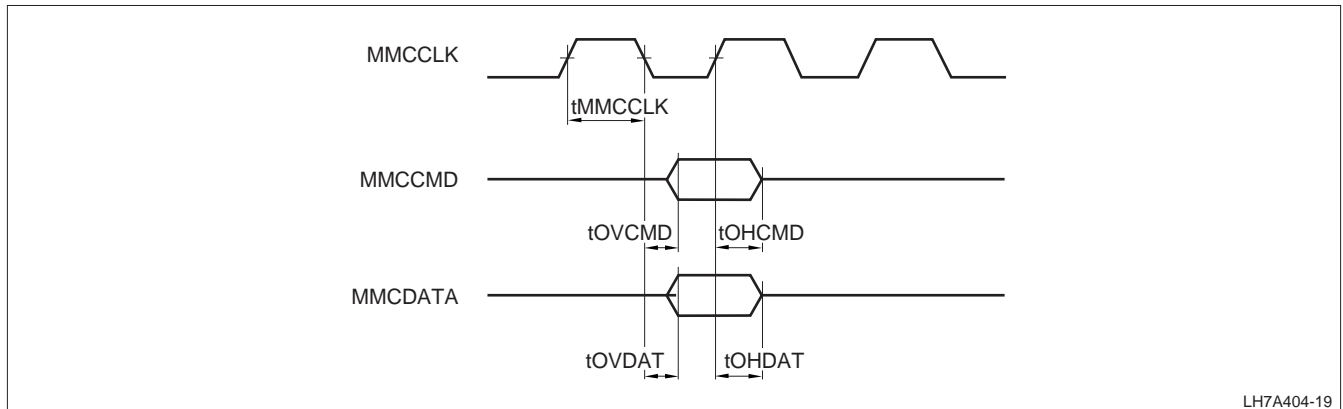 MMCCLK
tMMCCLK
MMCCMD
tOVCMD
tOHCMD
MMCDATA
tOVDAT
tOHDAT
LH7A404-19